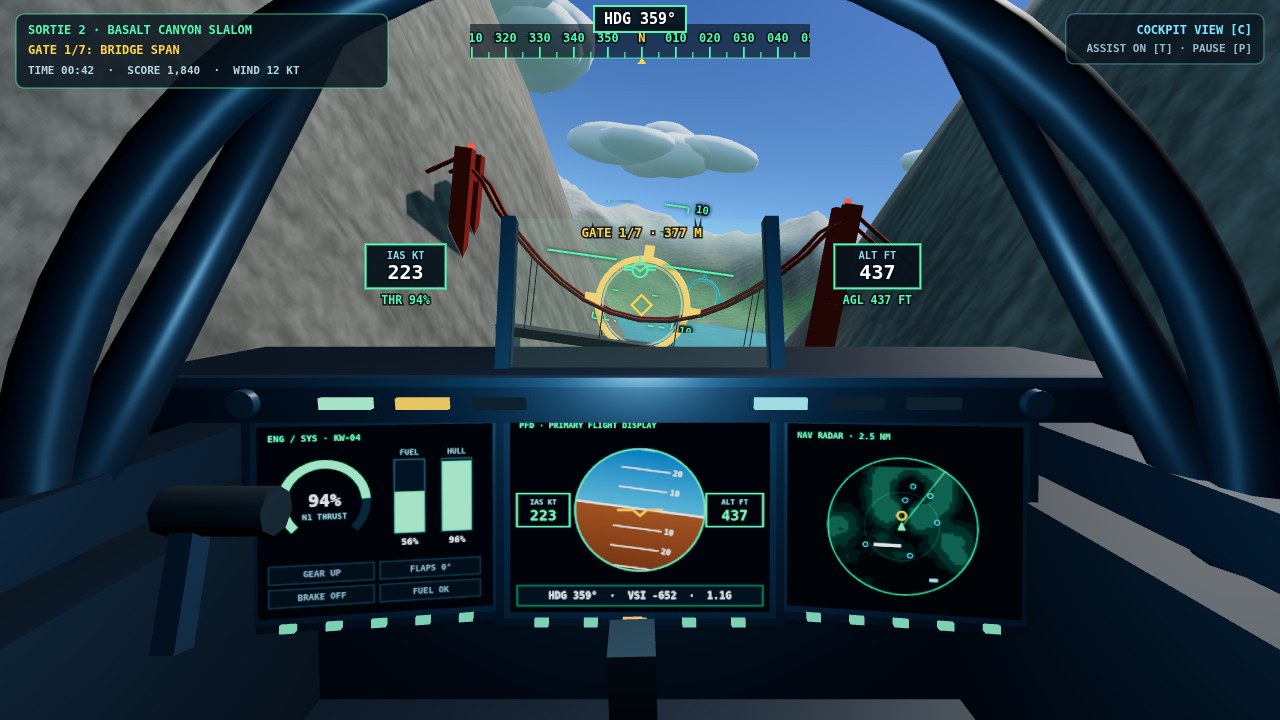 SORTIE 2 · BASALT CANYON SLALOM
GATE 1/7: BRIDGE SPAN
TIME 00:42 · SCORE 1,840 · WIND 12 KT
HDG 359°
10 320 330 340 350 N 010 020 030 040
COCKPIT VIEW [C]
ASSIST ON [T] · PAUSE [P]
10
GATE 1/7 · 377 M
IAS KT
223
THR 94%
ALT FT
437
AGL 437 FT
10
ENG / SYS · KW-04
94%
N1 THRUST
FUEL
56%
HULL
96%
GEAR UP
FLAPS 0°
BRAKE OFF
FUEL OK
PFD · PRIMARY FLIGHT DISPLAY
20
10
IAS KT
223
ALT FT
437
10
20
HDG 359° · VSI -652 · 1.1G
NAV RADAR · 2.5 NM